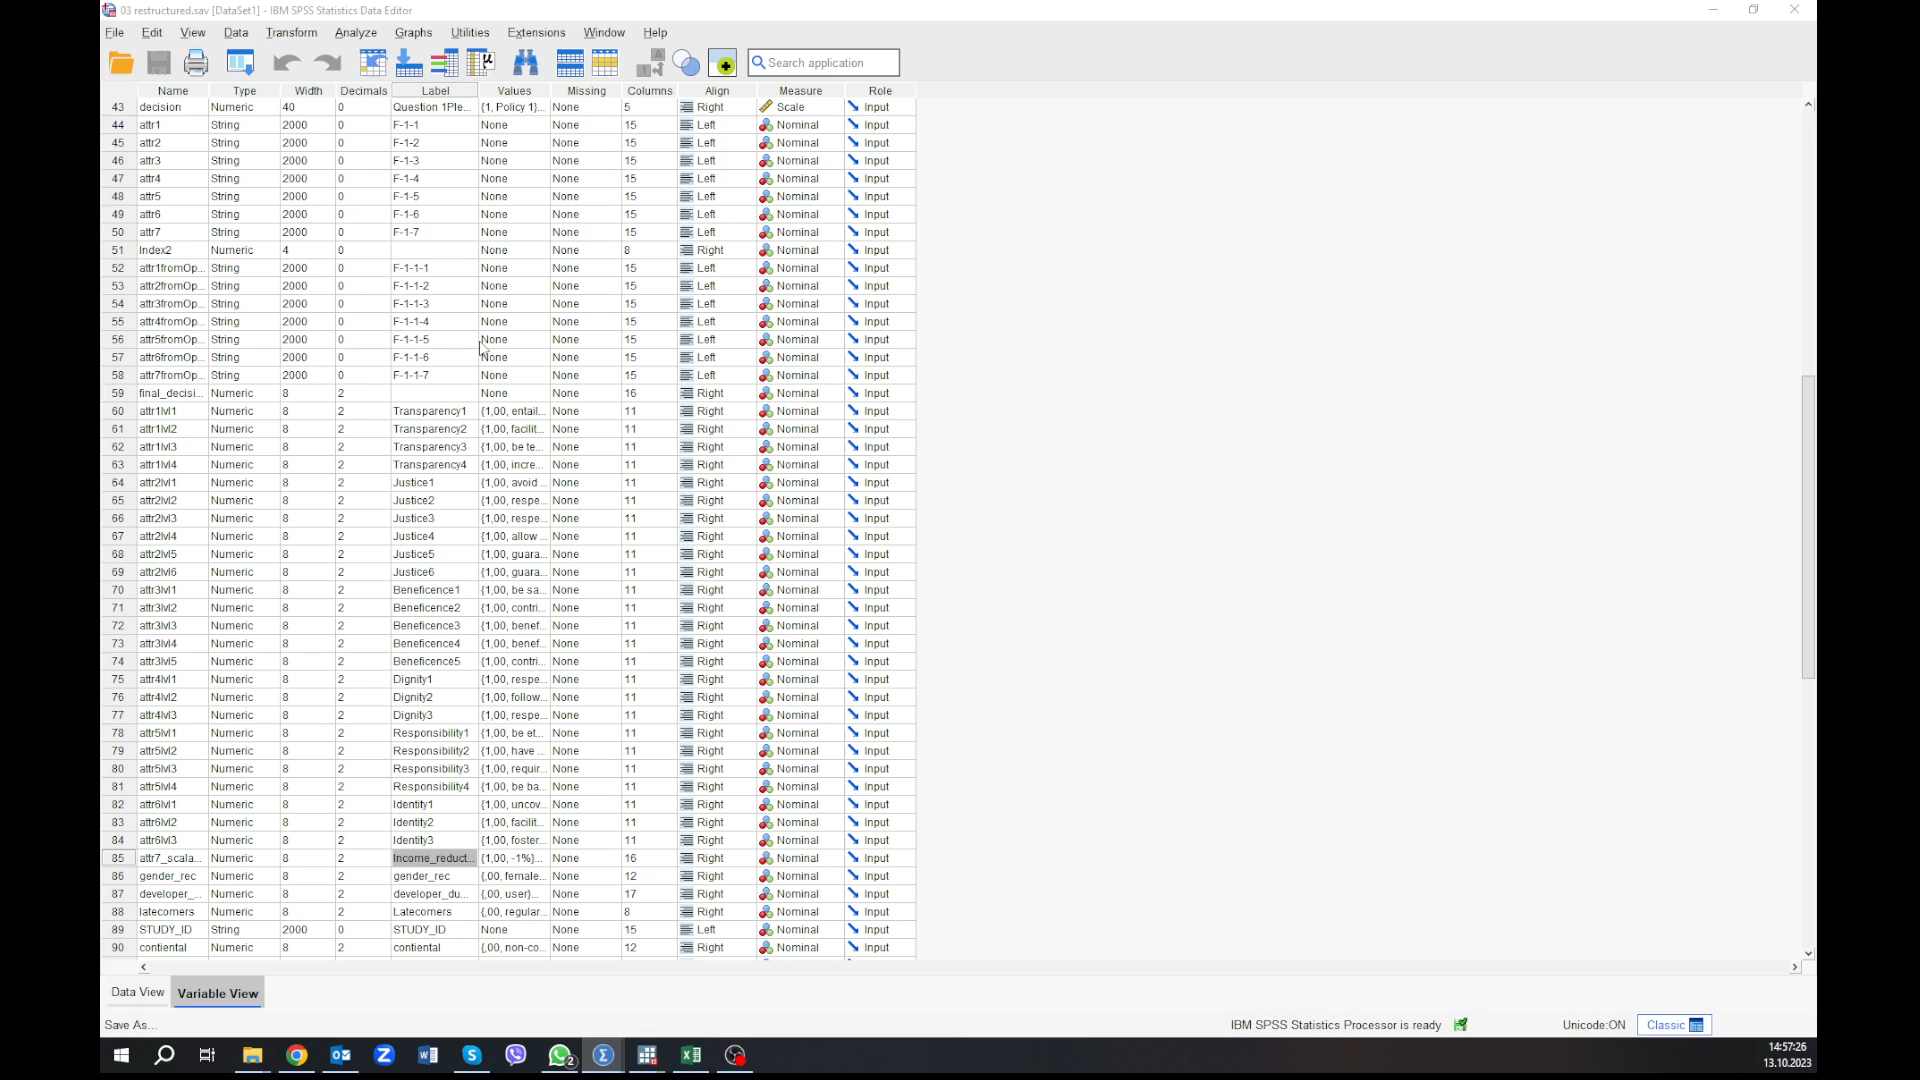 03 restructured.sav [DataSet1] - IBM SPSS Statistics Data Editor
File Edit View Data Transform Analyze Graphs Utilities Extensions Window Help
Search application
Name Type Width Decimals Label Values Missing Columns Align Measure Role
43 decision Numeric 40 0 Question 1Ple... {1, Policy 1}... None 5 Right Scale Input
44 attr1 String 2000 0 F-1-1 None None 15 Left Nominal Input
45 attr2 String 2000 0 F-1-2 None None 15 Left Nominal Input
46 attr3 String 2000 0 F-1-3 None None 15 Left Nominal Input
47 attr4 String 2000 0 F-1-4 None None 15 Left Nominal Input
48 attr5 String 2000 0 F-1-5 None None 15 Left Nominal Input
49 attr6 String 2000 0 F-1-6 None None 15 Left Nominal Input
50 attr7 String 2000 0 F-1-7 None None 15 Left Nominal Input
51 Index2 Numeric 4 0 None None 8 Right Nominal Input
52 attr1fromOp... String 2000 0 F-1-1-1 None None 15 Left Nominal Input
53 attr2fromOp... String 2000 0 F-1-1-2 None None 15 Left Nominal Input
54 attr3fromOp... String 2000 0 F-1-1-3 None None 15 Left Nominal Input
55 attr4fromOp... String 2000 0 F-1-1-4 None None 15 Left Nominal Input
56 attr5fromOp... String 2000 0 F-1-1-5 None None 15 Left Nominal Input
57 attr6fromOp... String 2000 0 F-1-1-6 None None 15 Left Nominal Input
58 attr7fromOp... String 2000 0 F-1-1-7 None None 15 Left Nominal Input
59 final_decisi... Numeric 8 2 None None 16 Right Nominal Input
60 attr1lvl1 Numeric 8 2 Transparency1 {1,00, entail... None 11 Right Nominal Input
61 attr1lvl2 Numeric 8 2 Transparency2 {1,00, facilit... None 11 Right Nominal Input
62 attr1lvl3 Numeric 8 2 Transparency3 {1,00, be te... None 11 Right Nominal Input
63 attr1lvl4 Numeric 8 2 Transparency4 {1,00, incre... None 11 Right Nominal Input
64 attr2lvl1 Numeric 8 2 Justice1 {1,00, avoid ... None 11 Right Nominal Input
65 attr2lvl2 Numeric 8 2 Justice2 {1,00, respe... None 11 Right Nominal Input
66 attr2lvl3 Numeric 8 2 Justice3 {1,00, respe... None 11 Right Nominal Input
67 attr2lvl4 Numeric 8 2 Justice4 {1,00, allow ... None 11 Right Nominal Input
68 attr2lvl5 Numeric 8 2 Justice5 {1,00, guara... None 11 Right Nominal Input
69 attr2lvl6 Numeric 8 2 Justice6 {1,00, guara... None 11 Right Nominal Input
70 attr3lvl1 Numeric 8 2 Beneficence1 {1,00, be sa... None 11 Right Nominal Input
71 attr3lvl2 Numeric 8 2 Beneficence2 {1,00, contri... None 11 Right Nominal Input
72 attr3lvl3 Numeric 8 2 Beneficence3 {1,00, benef... None 11 Right Nominal Input
73 attr3lvl4 Numeric 8 2 Beneficence4 {1,00, benef... None 11 Right Nominal Input
74 attr3lvl5 Numeric 8 2 Beneficence5 {1,00, contri... None 11 Right Nominal Input
75 attr4lvl1 Numeric 8 2 Dignity1 {1,00, respe... None 11 Right Nominal Input
76 attr4lvl2 Numeric 8 2 Dignity2 {1,00, follow... None 11 Right Nominal Input
77 attr4lvl3 Numeric 8 2 Dignity3 {1,00, respe... None 11 Right Nominal Input
78 attr5lvl1 Numeric 8 2 Responsibility1 {1,00, be et... None 11 Right Nominal Input
79 attr5lvl2 Numeric 8 2 Responsibility2 {1,00, have ... None 11 Right Nominal Input
80 attr5lvl3 Numeric 8 2 Responsibility3 {1,00, requir... None 11 Right Nominal Input
81 attr5lvl4 Numeric 8 2 Responsibility4 {1,00, be ba... None 11 Right Nominal Input
82 attr6lvl1 Numeric 8 2 Identity1 {1,00, uncov... None 11 Right Nominal Input
83 attr6lvl2 Numeric 8 2 Identity2 {1,00, facilit... None 11 Right Nominal Input
84 attr6lvl3 Numeric 8 2 Identity3 {1,00, foster... None 11 Right Nominal Input
85 attr7_scala... Numeric 8 2 Income_reduct... {1,00, -1%}... None 16 Right Nominal Input
86 gender_rec Numeric 8 2 gender_rec {,00, female... None 12 Right Nominal Input
87 developer_... Numeric 8 2 developer_du... {,00, user}... None 17 Right Nominal Input
88 latecomers Numeric 8 2 Latecomers {,00, regular... None 8 Right Nominal Input
89 STUDY_ID String 2000 0 STUDY_ID None None 15 Left Nominal Input
90 contiental Numeric 8 2 contiental {,00, non-co... None 12 Right Nominal Input
Data View Variable View
Save As... IBM SPSS Statistics Processor is ready Unicode:ON Classic
2
14:57:26
13.10.2023